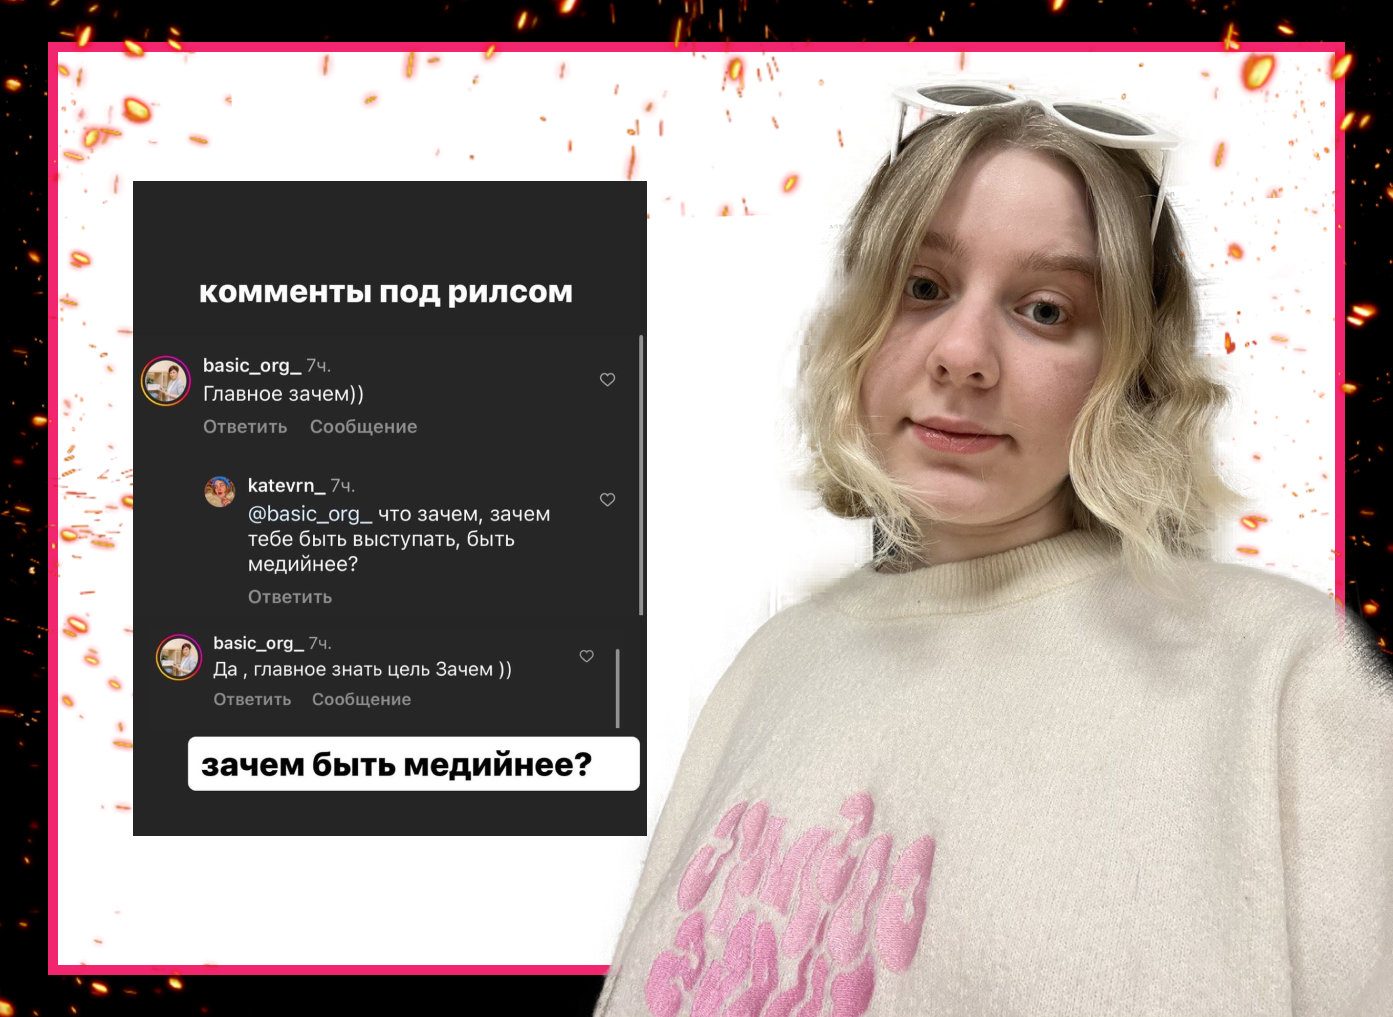 комменты под рилсом
basic_org_ 7ч.
Главное зачем))
Ответить Сообщение
katevrn_ 7ч.
@basic_org_ что зачем, зачем
тебе быть выступать, быть
медийнее?
Ответить
basic_org_ 7ч.
Да , главное знать цель Зачем ))
Ответить Сообщение
зачем быть медийнее?